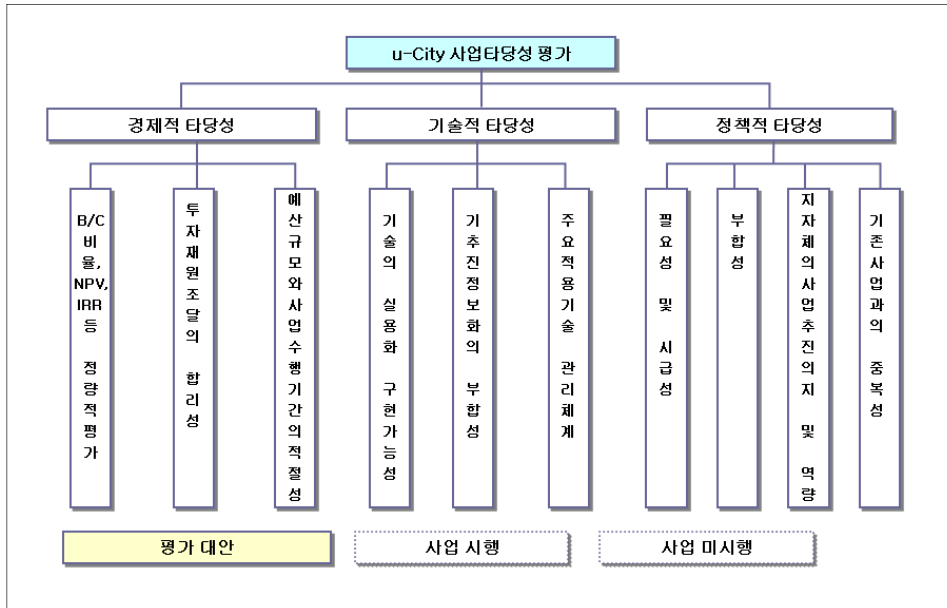 u-City 사업타당성 평가
경제적 타당성
기술적 타당성
정책적 타당성
B/C 비율, NPV, IRR 등 정량적평가
투자재원조달의 합리성
예산규모와사업수행기간의적절성
기술의 실용화 구현가능성
기추진정보화의 부합성
주요적용기술 관리체계
필요성 및 시급성
부합성
지자체의사업추진의지 및 역량
기존사업과의 중복성
평가 대안
사업 시행
사업 미시행